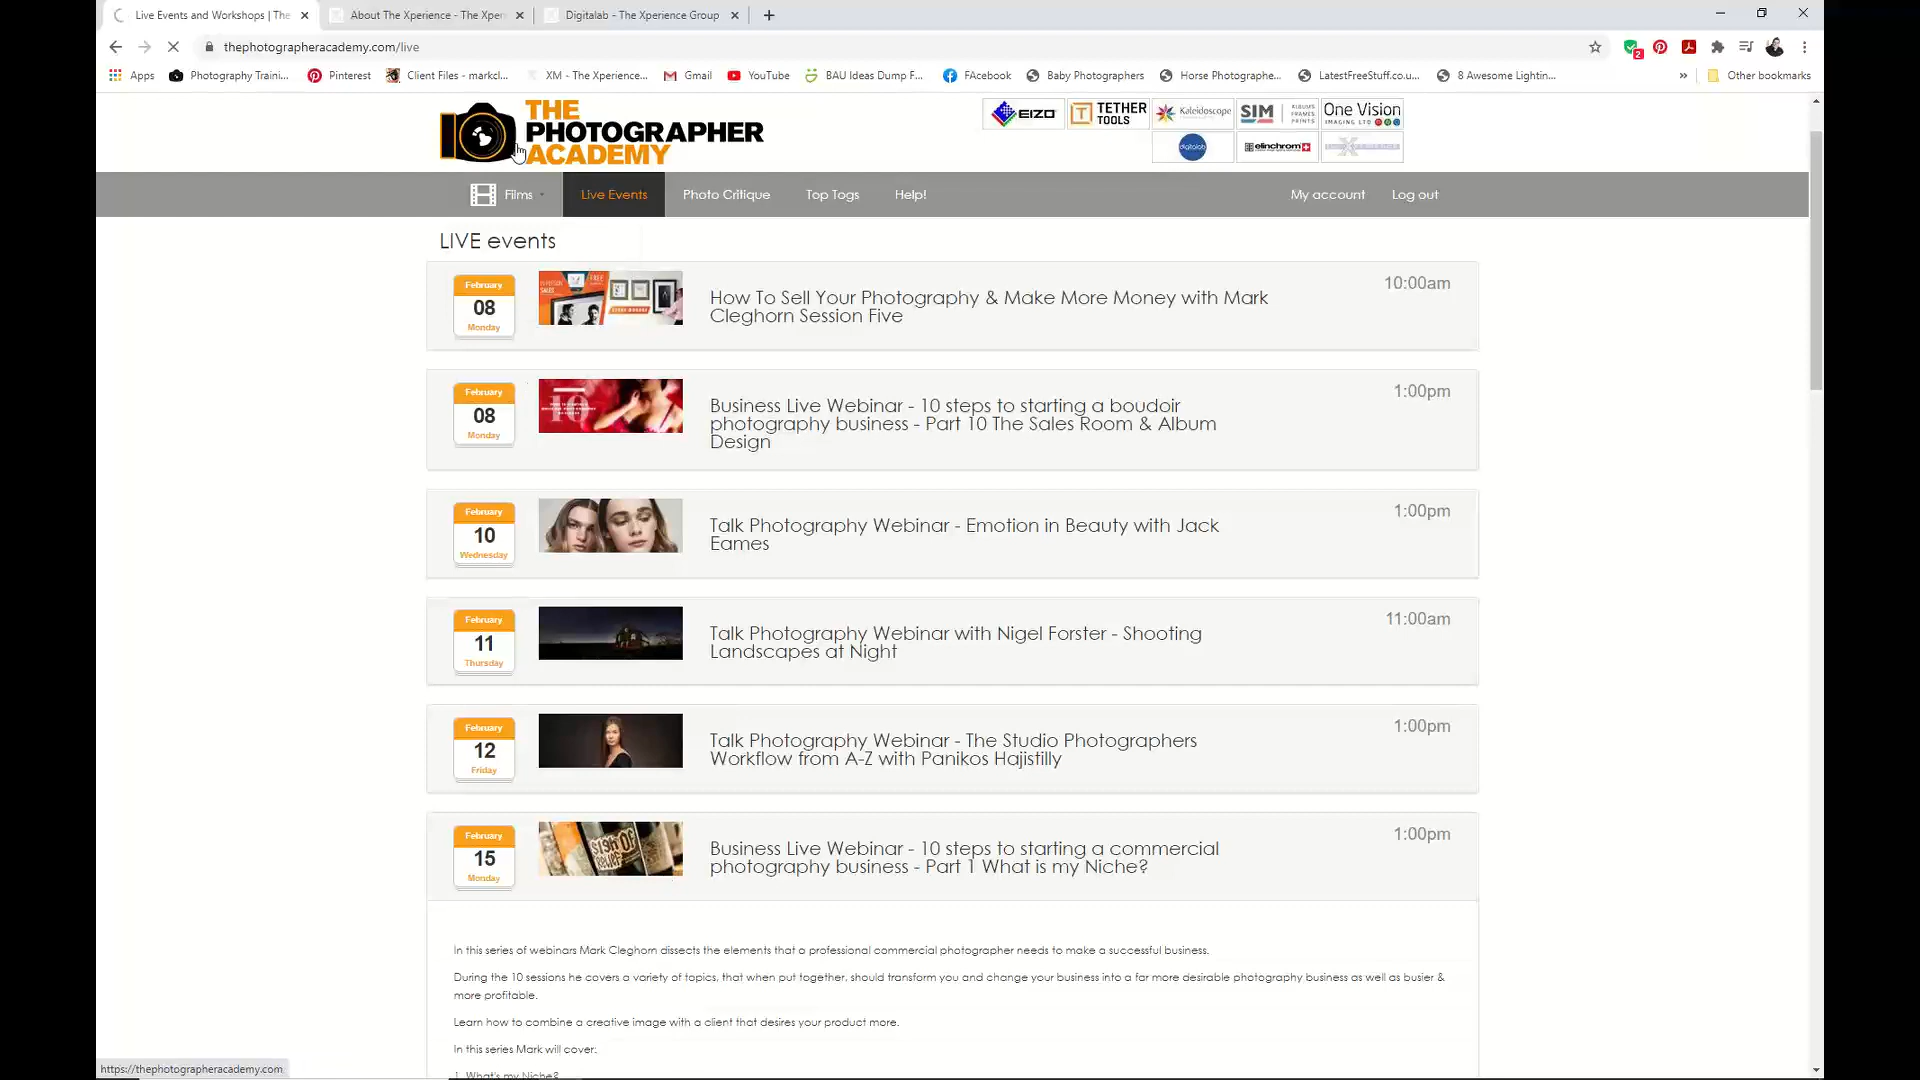 Live Events and Workshops | The
About The Xperience - The Xper
Digitalab - The Xperience Group
thephotographeracademy.com/live
2
Apps
Photography Traini...
Pinterest
Client Files - markcl...
XM - The Xperience...
Gmail
YouTube
BAU Ideas Dump F...
FAcebook
Baby Photographers
Horse Photographe...
LatestFreeStuff.co.u...
8 Awesome Lightin...
»
Other bookmarks
THE
PHOTOGRAPHER
ACADEMY
EIZO
TETHER
TOOLS
Kaleidoscope
SIM
ALBUMS
FRAMES
PRINTS
One Vision
IMAGING LTD
digitalab
elinchrom
Films
Live Events
Photo Critique
Top Togs
Help!
My account
Log out
LIVE events
February
08
Monday
How To Sell Your Photography & Make More Money with Mark
Cleghorn Session Five
10:00am
February
08
Monday
10
Business Live Webinar - 10 steps to starting a boudoir
photography business - Part 10 The Sales Room & Album
Design
1:00pm
February
10
Wednesday
Talk Photography Webinar - Emotion in Beauty with Jack
Eames
1:00pm
February
11
Thursday
Talk Photography Webinar with Nigel Forster - Shooting
Landscapes at Night
11:00am
February
12
Friday
Talk Photography Webinar - The Studio Photographers
Workflow from A-Z with Panikos Hajistilly
1:00pm
February
15
Monday
Business Live Webinar - 10 steps to starting a commercial
photography business - Part 1 What is my Niche?
1:00pm
In this series of webinars Mark Cleghorn dissects the elements that a professional commercial photographer needs to make a successful business.
During the 10 sessions he covers a variety of topics, that when put together, should transform you and change your business into a far more desirable photography business as well as busier &
more profitable.
Learn how to combine a creative image with a client that desires your product more.
In this series Mark will cover:
1. What's my Niche?
https://thephotographeracademy.com